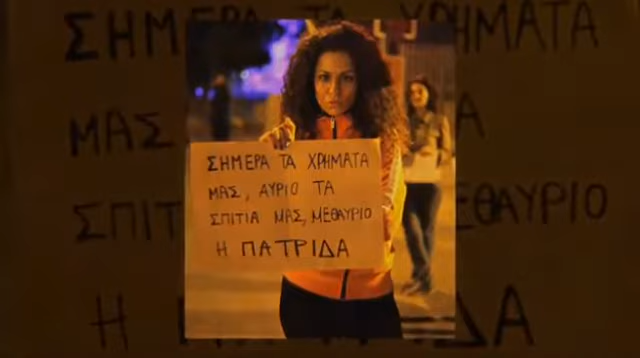 ΣΗΜΕΡΑ ΤΑ ΧΡΗΜΑΤΑ
ΜΑΣ, ΑΥΡΙΟ ΤΑ
ΣΠΙΤΙΑ ΜΑΣ, ΜΕΘΑΥΡΙΟ
Η ΠΑΤΡΙΔΑ